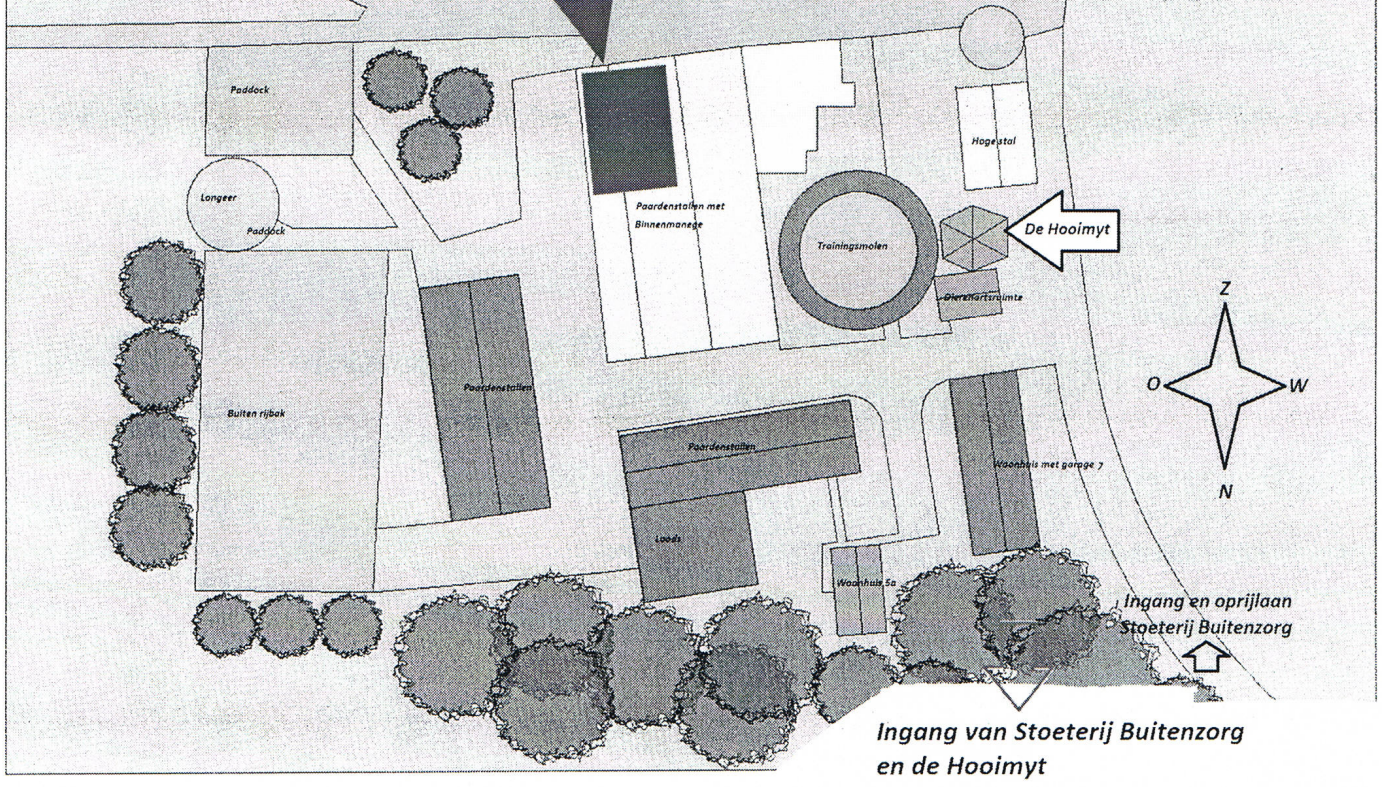 Paddock
Hoge stal
Longeer
Paardenstallen met
Binnenmanege
De Hooimyt
Paddock
Trainingsmolen
Z
Dierenartsruimte
O
W
Paardenstallen
Buiten rijbak
Paardenstallen
Woonhuis met garage 7
N
Loods
Woonhuis 5a
Ingang en oprijlaan
Stoeterij Buitenzorg
Ingang van Stoeterij Buitenzorg
en de Hooimyt